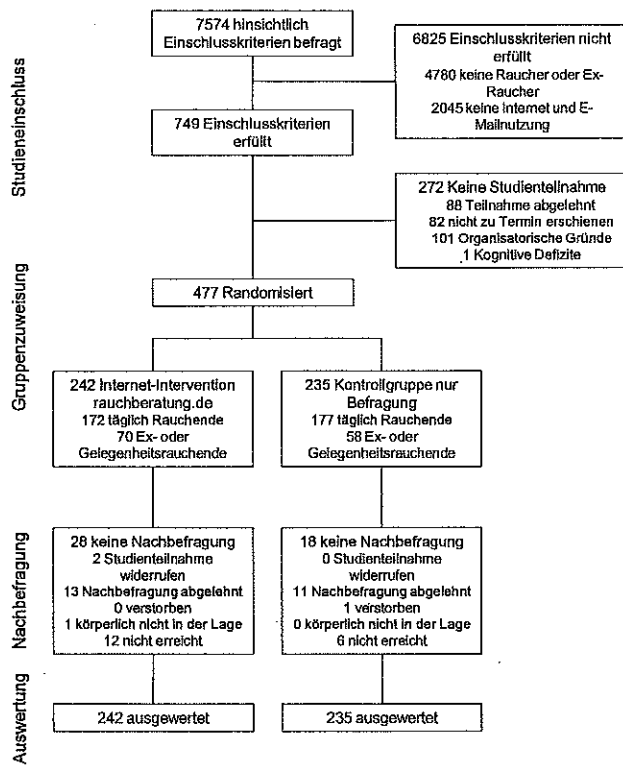 7574 hinsichtlich
Einschlusskriterien befragt
6825 Einschlusskriterien nicht
erfüllt
4780 keine Raucher oder Ex-
Raucher
2045 keine Internet und E-
Mailnutzung
Studieneinschluss
749 Einschlusskriterien
erfüllt
272 Keine Studienteilnahme
88 Teilnahme abgelehnt
82 nicht zu Termin erschienen
101 Organisatorische Gründe
1 Kognitive Defizite
Gruppenzuweisung
477 Randomisiert
242 Internet-Intervention
rauchberatung.de
172 täglich Rauchende
70 Ex- oder
Gelegenheitsrauchende
235 Kontrollgruppe nur
Befragung
177 täglich Rauchende
58 Ex- oder
Gelegenheitsrauchende
Nachbefragung
28 keine Nachbefragung
2 Studienteilnahme
widerrufen
13 Nachbefragung abgelehnt
0 verstorben
1 körperlich nicht in der Lage
12 nicht erreicht
18 keine Nachbefragung
0 Studienteilnahme
widerrufen
11 Nachbefragung abgelehnt
1 verstorben
0 körperlich nicht in der Lage
6 nicht erreicht
Auswertung
242 ausgewertet
235 ausgewertet